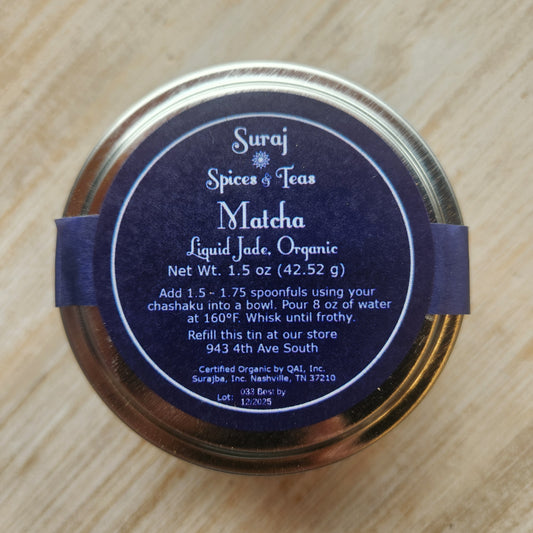 Suraj
Spices & Teas
Matcha
Liquid Jade, Organic
Net Wt. 1.5 oz (42.52 g)
Add 1.5 ~ 1.75 spoonfuls using your
chashaku into a bowl. Pour 8 oz of water
at 160°F. Whisk until frothy.
Refill this tin at our store
943 4th Ave South
Certified Organic by QAI, Inc.
Surajba, Inc. Nashville, TN 37210
Lot: 033 Best by
12/2025